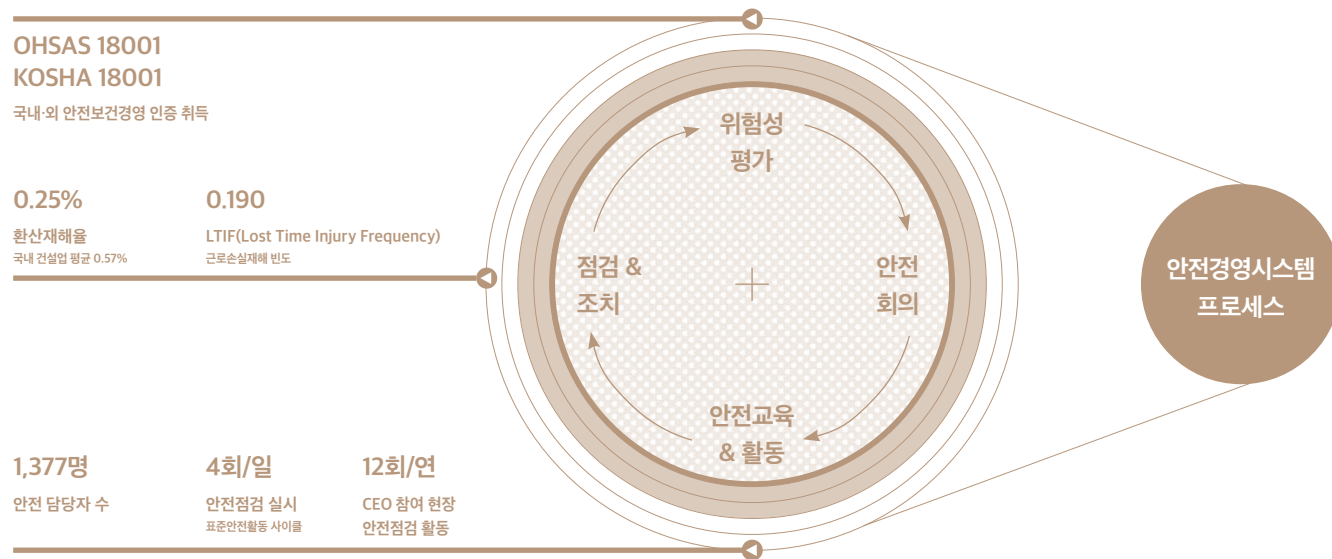 OHSAS 18001
KOSHA 18001
국내·외 안전보건경영 인증 취득
0.25%
환산재해율
국내 건설업 평균 0.57%
0.190
LTIF(Lost Time Injury Frequency)
근로손실재해 빈도
1,377명
안전 담당자 수
4회/일
안전점검 실시
표준안전활동 사이클
12회/연
CEO 참여 현장
안전점검 활동
위험성
평가
안전
회의
안전교육
& 활동
점검 &
조치
안전경영시스템
프로세스